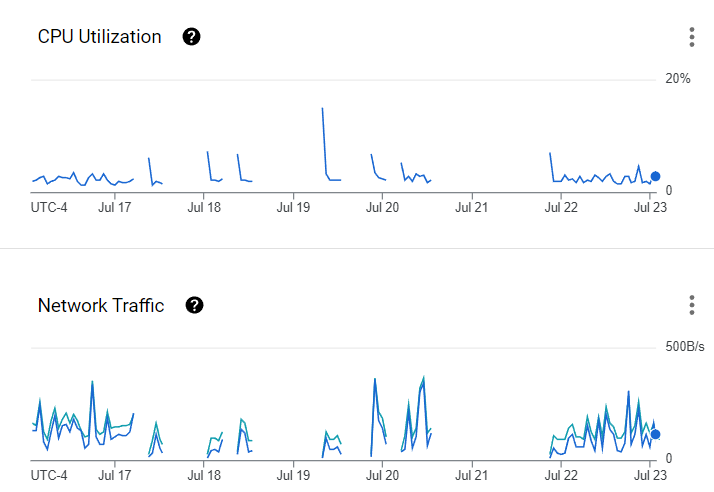 CPU Utilization ?
20%
0
UTC-4 Jul 17 Jul 18 Jul 19 Jul 20 Jul 21 Jul 22 Jul 23
Network Traffic ?
500B/s
0
UTC-4 Jul 17 Jul 18 Jul 19 Jul 20 Jul 21 Jul 22 Jul 23